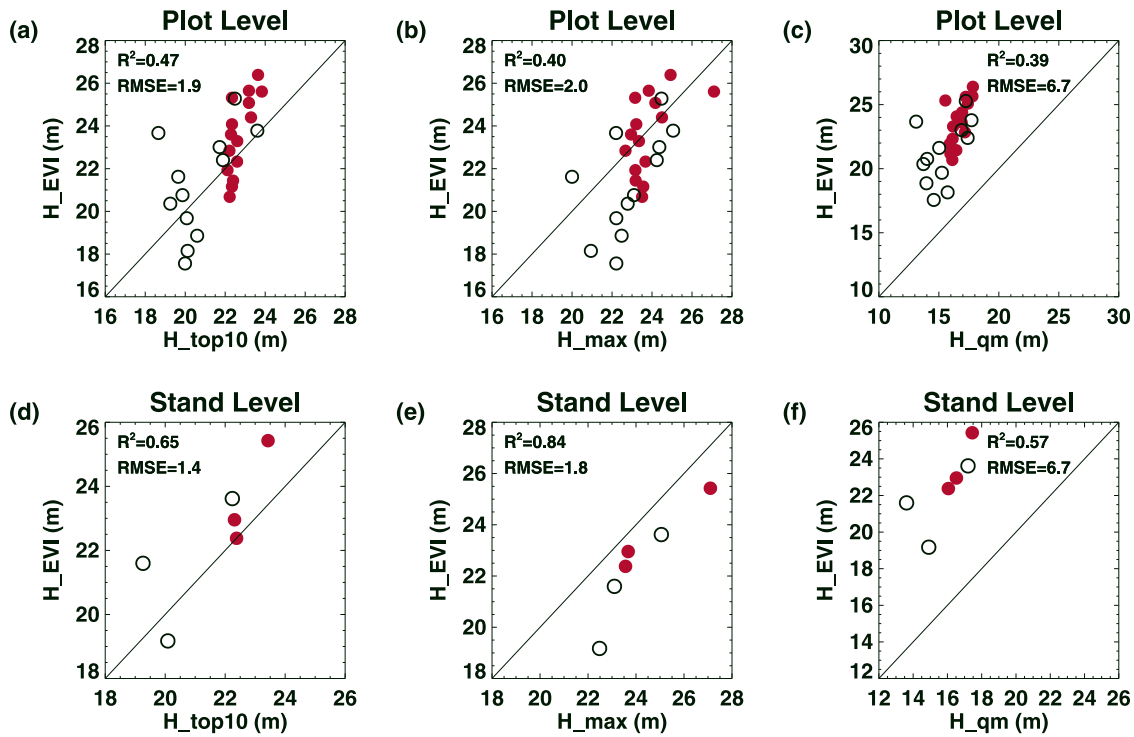 (a)
Plot Level
R²=0.47
RMSE=1.9
28
26
24
22
20
18
16
H_EVI (m)
16 18 20 22 24 26 28
H_top10 (m)
(b)
Plot Level
R²=0.40
RMSE=2.0
28
26
24
22
20
18
16
H_EVI (m)
16 18 20 22 24 26 28
H_max (m)
(c)
Plot Level
R²=0.39
RMSE=6.7
30
25
20
15
10
H_EVI (m)
10 15 20 25 30
H_qm (m)
(d)
Stand Level
R²=0.65
RMSE=1.4
26
24
22
20
18
H_EVI (m)
18 20 22 24 26
H_top10 (m)
(e)
Stand Level
R²=0.84
RMSE=1.8
28
26
24
22
20
18
H_EVI (m)
18 20 22 24 26 28
H_max (m)
(f)
Stand Level
R²=0.57
RMSE=6.7
26
24
22
20
18
16
14
12
H_EVI (m)
12 14 16 18 20 22 24 26
H_qm (m)